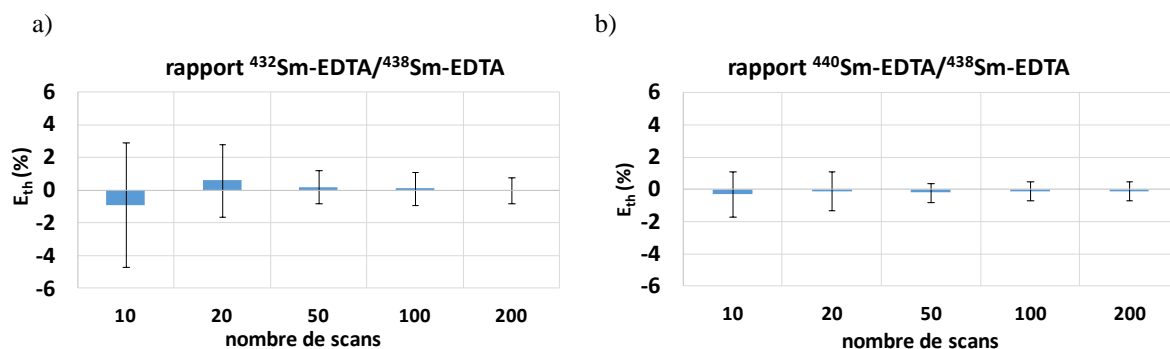 a)
rapport ⁴³²Sm-EDTA/⁴³⁸Sm-EDTA
E_th (%)
6
4
2
0
-2
-4
-6
10 20 50 100 200
nombre de scans
b)
rapport ⁴⁴⁰Sm-EDTA/⁴³⁸Sm-EDTA
E_th (%)
6
4
2
0
-2
-4
-6
10 20 50 100 200
nombre de scans